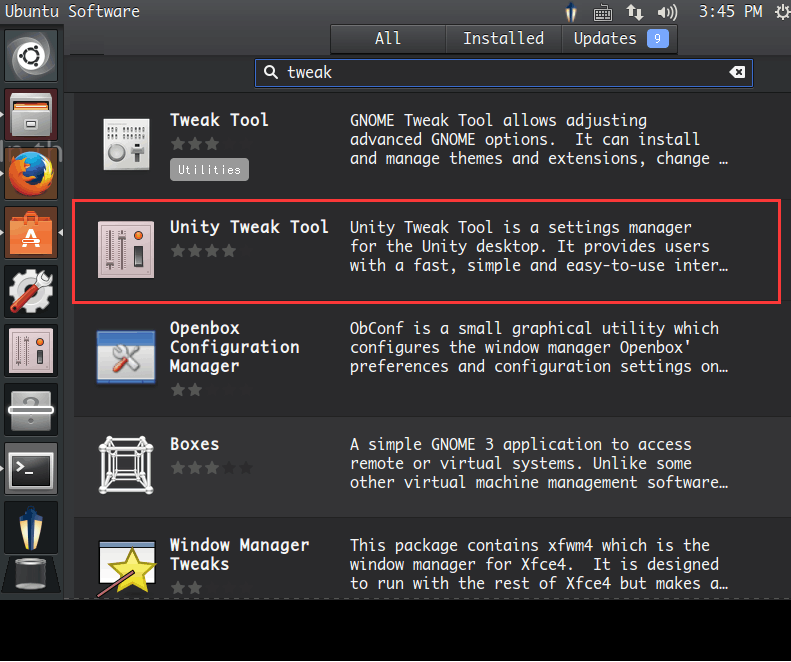 Ubuntu Software
3:45 PM
All
Installed
Updates
9
tweak
Tweak Tool
Utilities
GNOME Tweak Tool allows adjusting
advanced GNOME options. It can install
and manage themes and extensions, change …
Unity Tweak Tool
Unity Tweak Tool is a settings manager
for the Unity desktop. It provides users
with a fast, simple and easy-to-use inter…
Openbox
Configuration
Manager
ObConf is a small graphical utility which
configures the window manager Openbox'
preferences and configuration settings on…
Boxes
A simple GNOME 3 application to access
remote or virtual systems. Unlike some
other virtual machine management software…
Window Manager
Tweaks
This package contains xfwm4 which is the
window manager for Xfce4. It is designed
to run with the rest of Xfce4 but makes a…